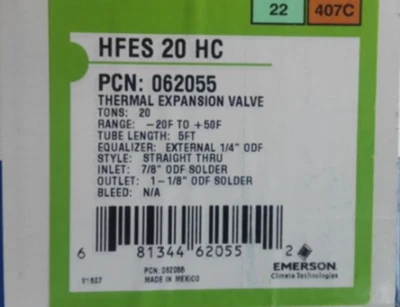 22 407C
HFES 20 HC
PCN: 062055
THERMAL EXPANSION VALVE
TONS: 20
RANGE: -20F TO +50F
TUBE LENGTH: 5FT
EQUALIZER: EXTERNAL 1/4" ODF
STYLE: STRAIGHT THRU
INLET: 7/8" ODF SOLDER
OUTLET: 1-1/8" ODF SOLDER
BLEED: N/A
6 81344 62055 2
PCN: 062055
MADE IN MEXICO
EMERSON
Climate Technologies